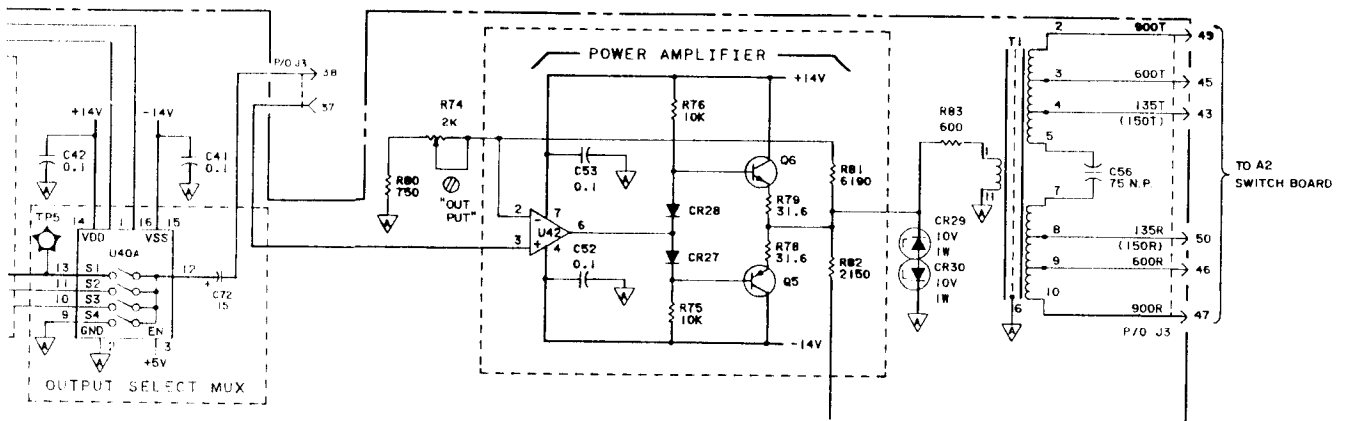 P/O J3
38
37
+14V
-14V
C42
0.1
A
C41
0.1
A
TP5
14
1
16
15
VDD
VSS
U40A
13
S1
12
11
S2
10
S3
9
S4
+
C72
15
GND
EN
A
2
3
A
+5V
OUTPUT SELECT MUX
R74
2K
R80
750
A
"OUT
PUT"
POWER AMPLIFIER
+14V
R76
10K
C53
0.1
A
Q6
R81
6190
R79
31.6
CR28
2
-
7
U42
6
3
+
4
CR27
C52
0.1
A
R78
31.6
R82
2150
Q5
R75
10K
-14V
R83
600
1
11
A
CR29
10V
1W
CR30
10V
1W
A
T1
6
A
2
900T
49
3
600T
45
4
135T
(150T)
43
5
C56
75 N.P.
7
8
135R
(150R)
50
9
600R
46
10
900R
47
P/O J3
TO A2
SWITCH BOARD